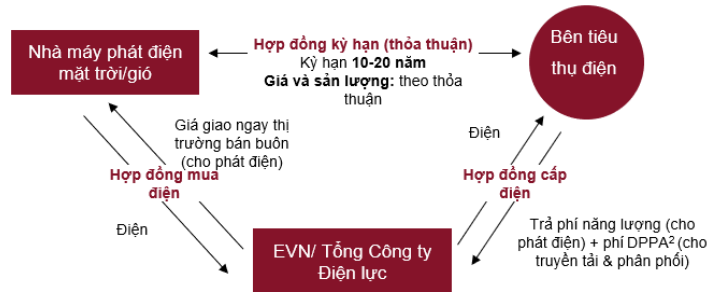 Nhà máy phát điện
mặt trời/gió
Hợp đồng kỳ hạn (thỏa thuận)
Kỳ hạn 10-20 năm
Giá và sản lượng: theo thỏa
thuận
Bên tiêu
thụ điện
Giá giao ngay thị
trường bán buôn
(cho phát điện)
Hợp đồng mua
điện
Điện
Điện
Hợp đồng cấp
điện
Trả phí năng lượng (cho
phát điện) + phí DPPA² (cho
truyền tải & phân phối)
EVN/ Tổng Công ty
Điện lực